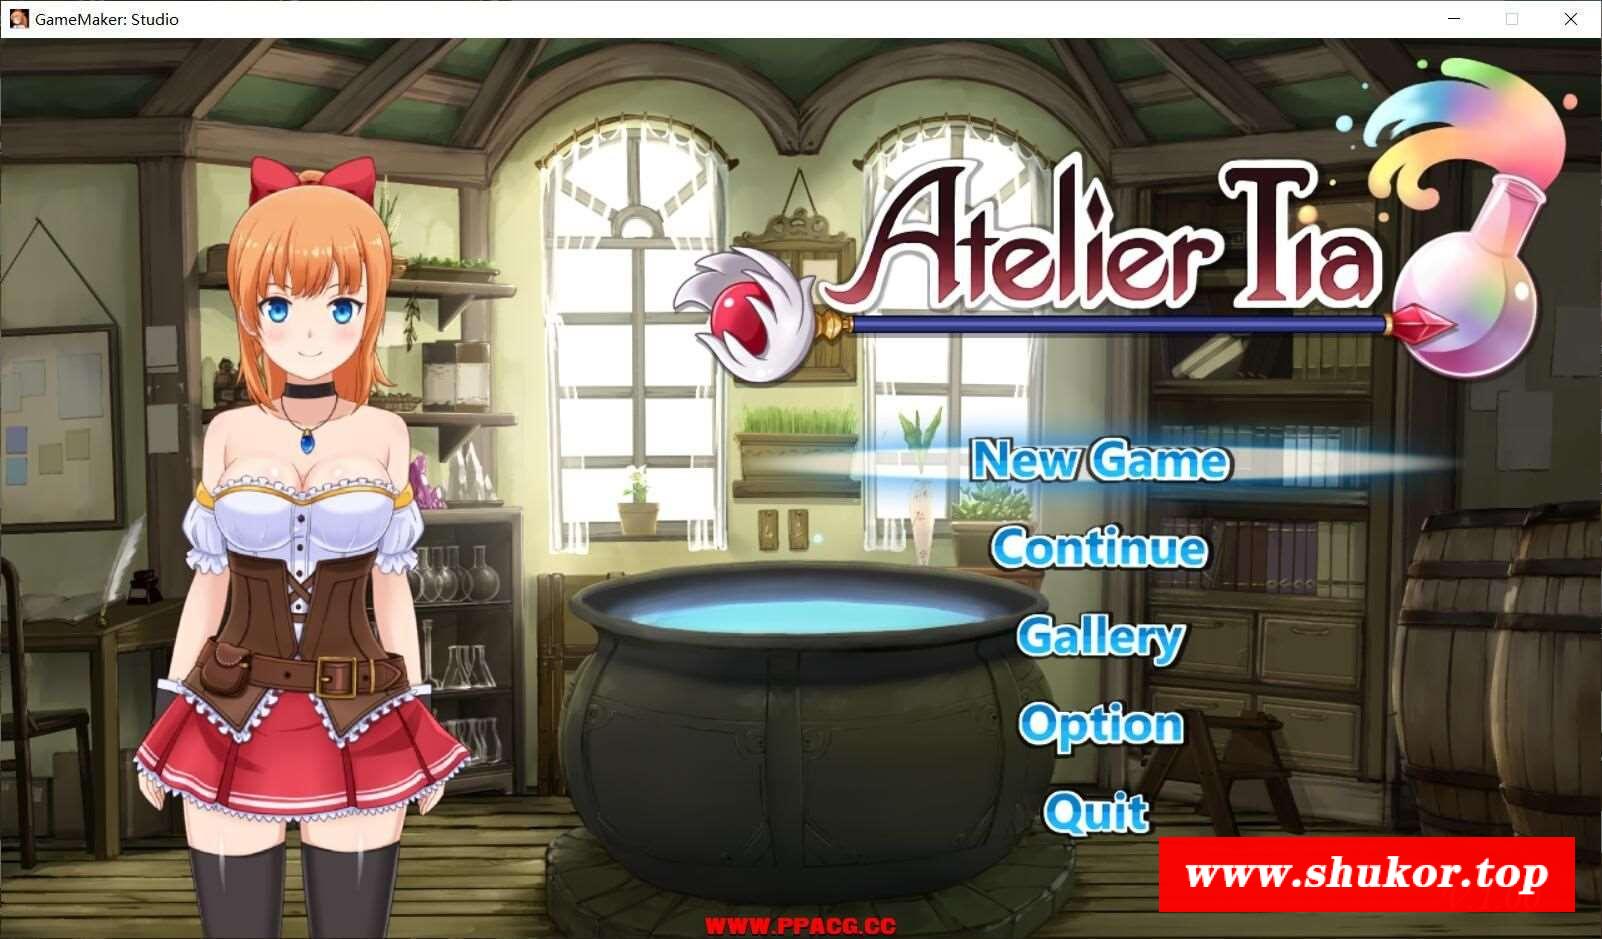 GameMaker: Studio
Atelier Tia
New Game
Continue
Gallery
Option
Quit
www.shukor.top
WWW.PPACG.CC